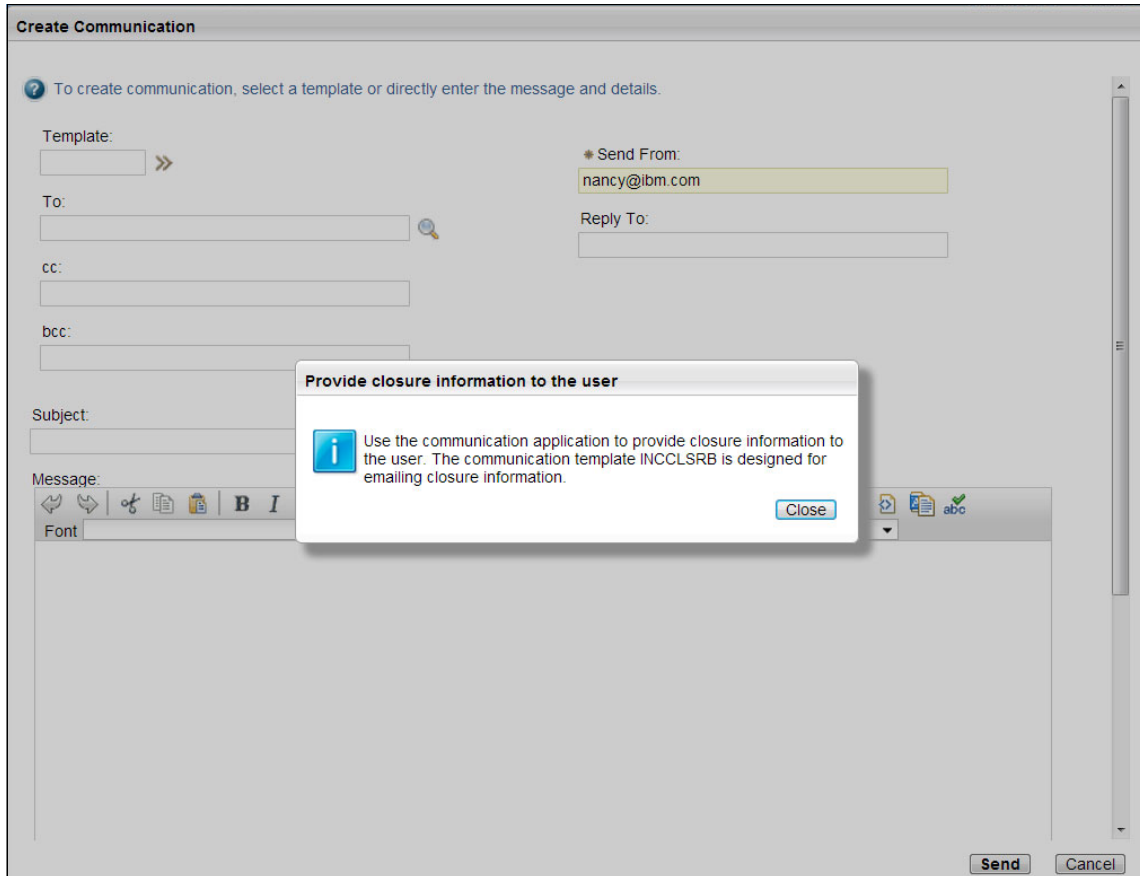 Create Communication
To create communication, select a template or directly enter the message and details.
Template:
Send From:
nancy@ibm.com
To:
Reply To:
cc:
bcc:
Provide closure information to the user
Use the communication application to provide closure information to
the user. The communication template INCCLSRB is designed for
emailing closure information.
Close
Subject:
Message:
B I
abc
Font
Send Cancel